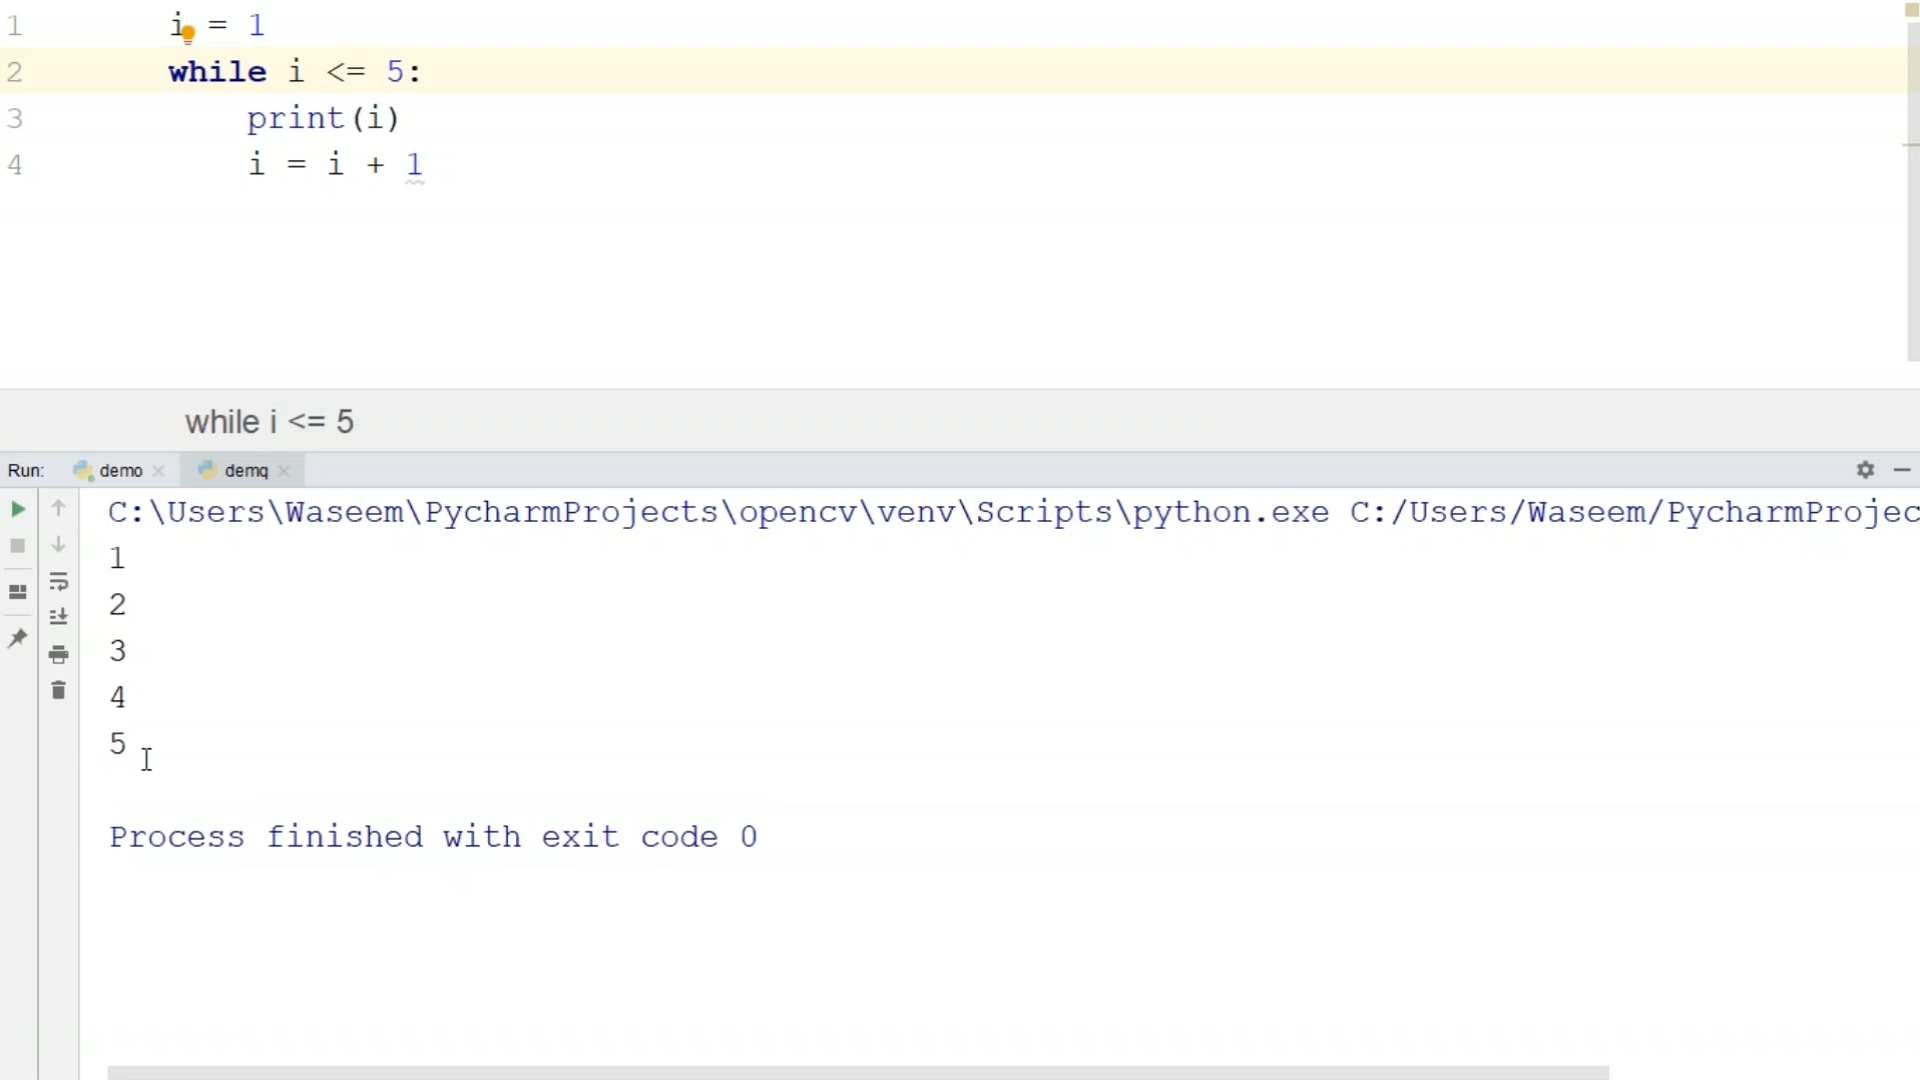 1 i = 1
2 while i <= 5:
3 print(i)
4 i = i + 1
while i <= 5
Run: demo demq
C:\Users\Waseem\PycharmProjects\opencv\venv\Scripts\python.exe C:/Users/Waseem/PycharmProjec
1
2
3
4
5
Process finished with exit code 0